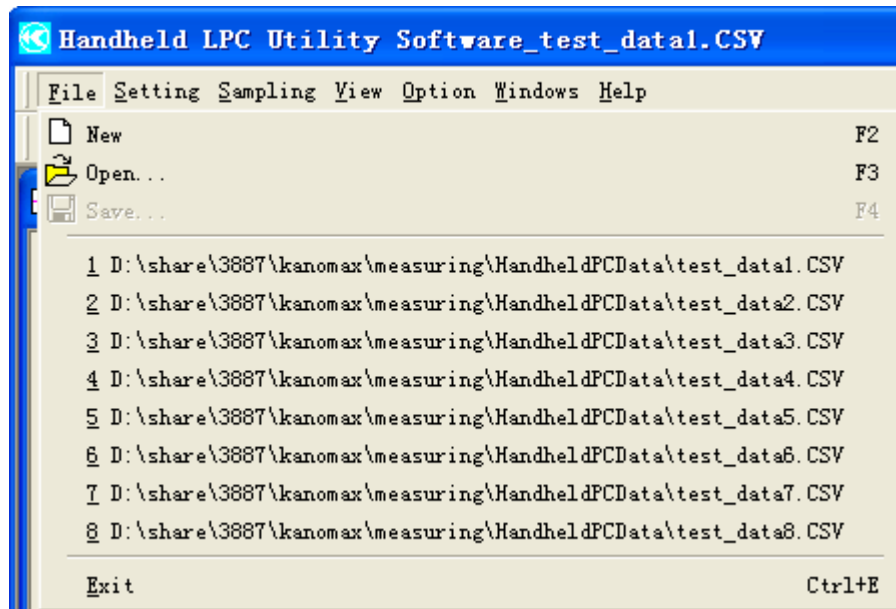 Handheld LPC Utility Software_test_data1.CSV
File Setting Sampling View Option Windows Help
New F2
Open... F3
Save... F4
1 D:\share\3887\kanomax\measuring\HandheldPCData\test_data1.CSV
2 D:\share\3887\kanomax\measuring\HandheldPCData\test_data2.CSV
3 D:\share\3887\kanomax\measuring\HandheldPCData\test_data3.CSV
4 D:\share\3887\kanomax\measuring\HandheldPCData\test_data4.CSV
5 D:\share\3887\kanomax\measuring\HandheldPCData\test_data5.CSV
6 D:\share\3887\kanomax\measuring\HandheldPCData\test_data6.CSV
7 D:\share\3887\kanomax\measuring\HandheldPCData\test_data7.CSV
8 D:\share\3887\kanomax\measuring\HandheldPCData\test_data8.CSV
Exit Ctrl+E